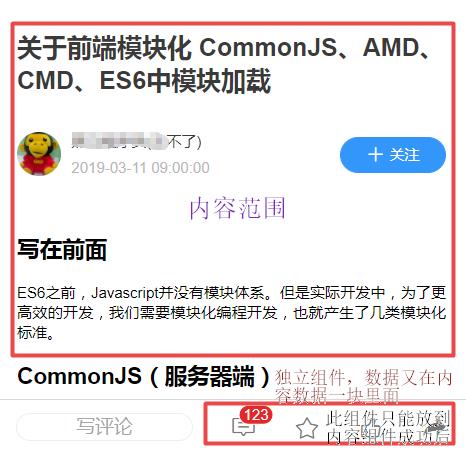 关于前端模块化 CommonJS、AMD、
CMD、ES6中模块加载
不了)
2019-03-11 09:00:00
+ 关注
内容范围
写在前面
ES6之前，Javascript并没有模块体系。但是实际开发中，为了更
高效的开发，我们需要模块化编程开发，也就产生了几类模块化
标准。
CommonJS（服务器端）
独立组件，数据又在内
容数据一块里面
写评论
123
此组件只能放到
内容组件成功后